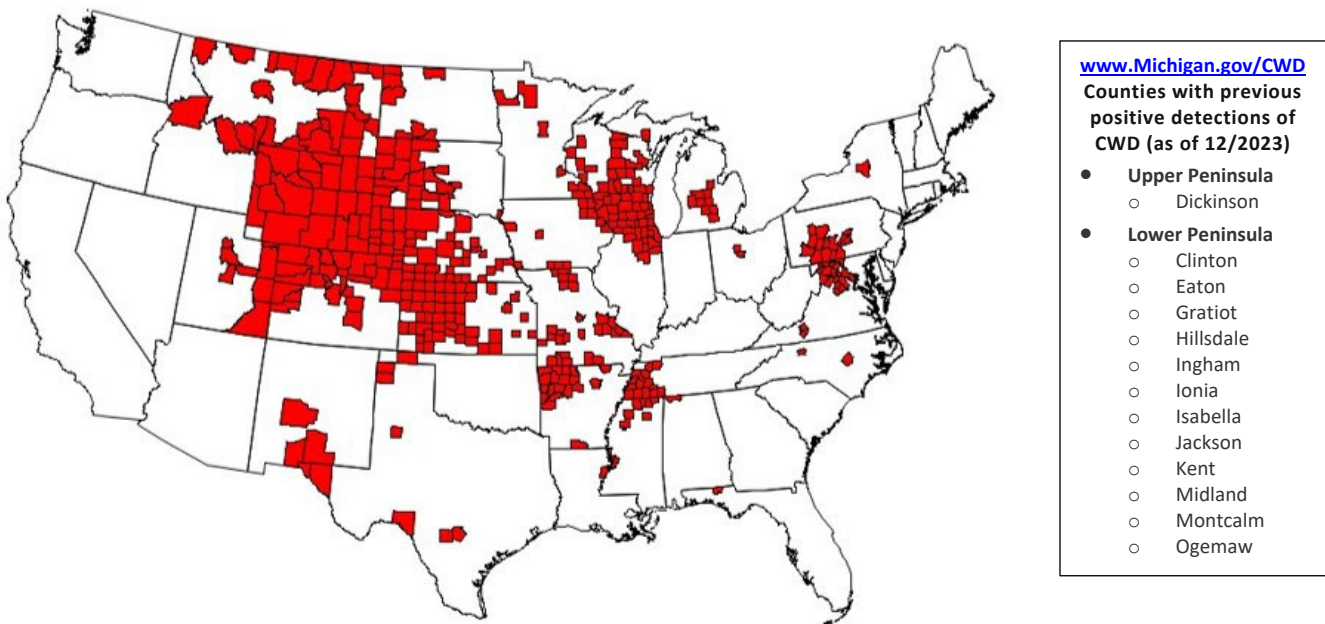 www.Michigan.gov/CWD
Counties with previous
positive detections of
CWD (as of 12/2023)
● Upper Peninsula
o Dickinson
● Lower Peninsula
o Clinton
o Eaton
o Gratiot
o Hillsdale
o Ingham
o Ionia
o Isabella
o Jackson
o Kent
o Midland
o Montcalm
o Ogemaw